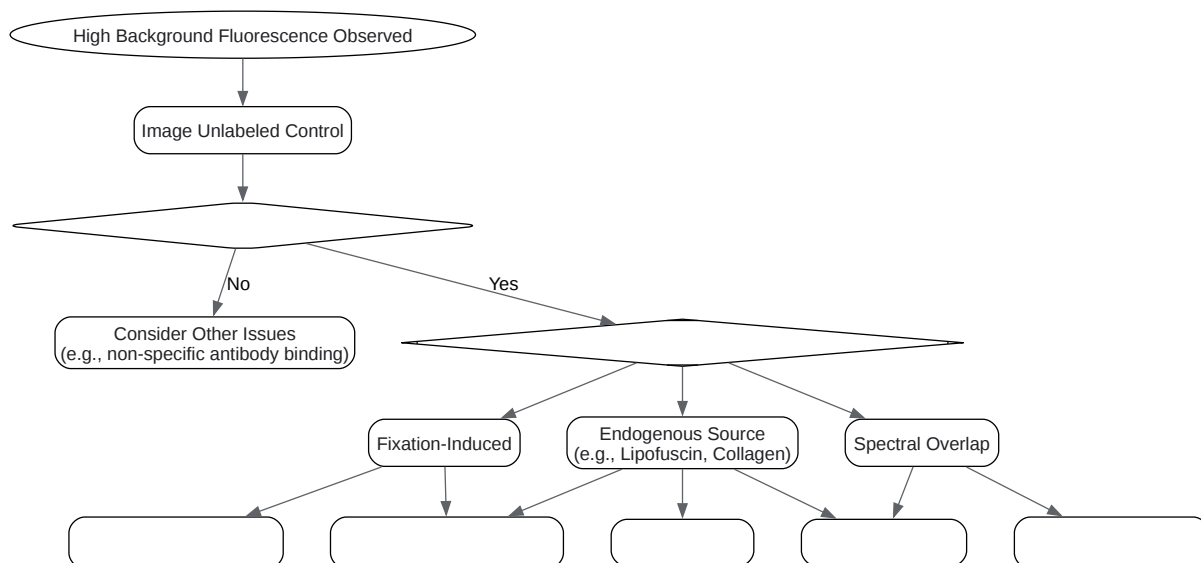 High Background Fluorescence Observed
Image Unlabeled Control
No
Yes
Consider Other Issues
(e.g., non-specific antibody binding)
Fixation-Induced
Endogenous Source
(e.g., Lipofuscin, Collagen)
Spectral Overlap